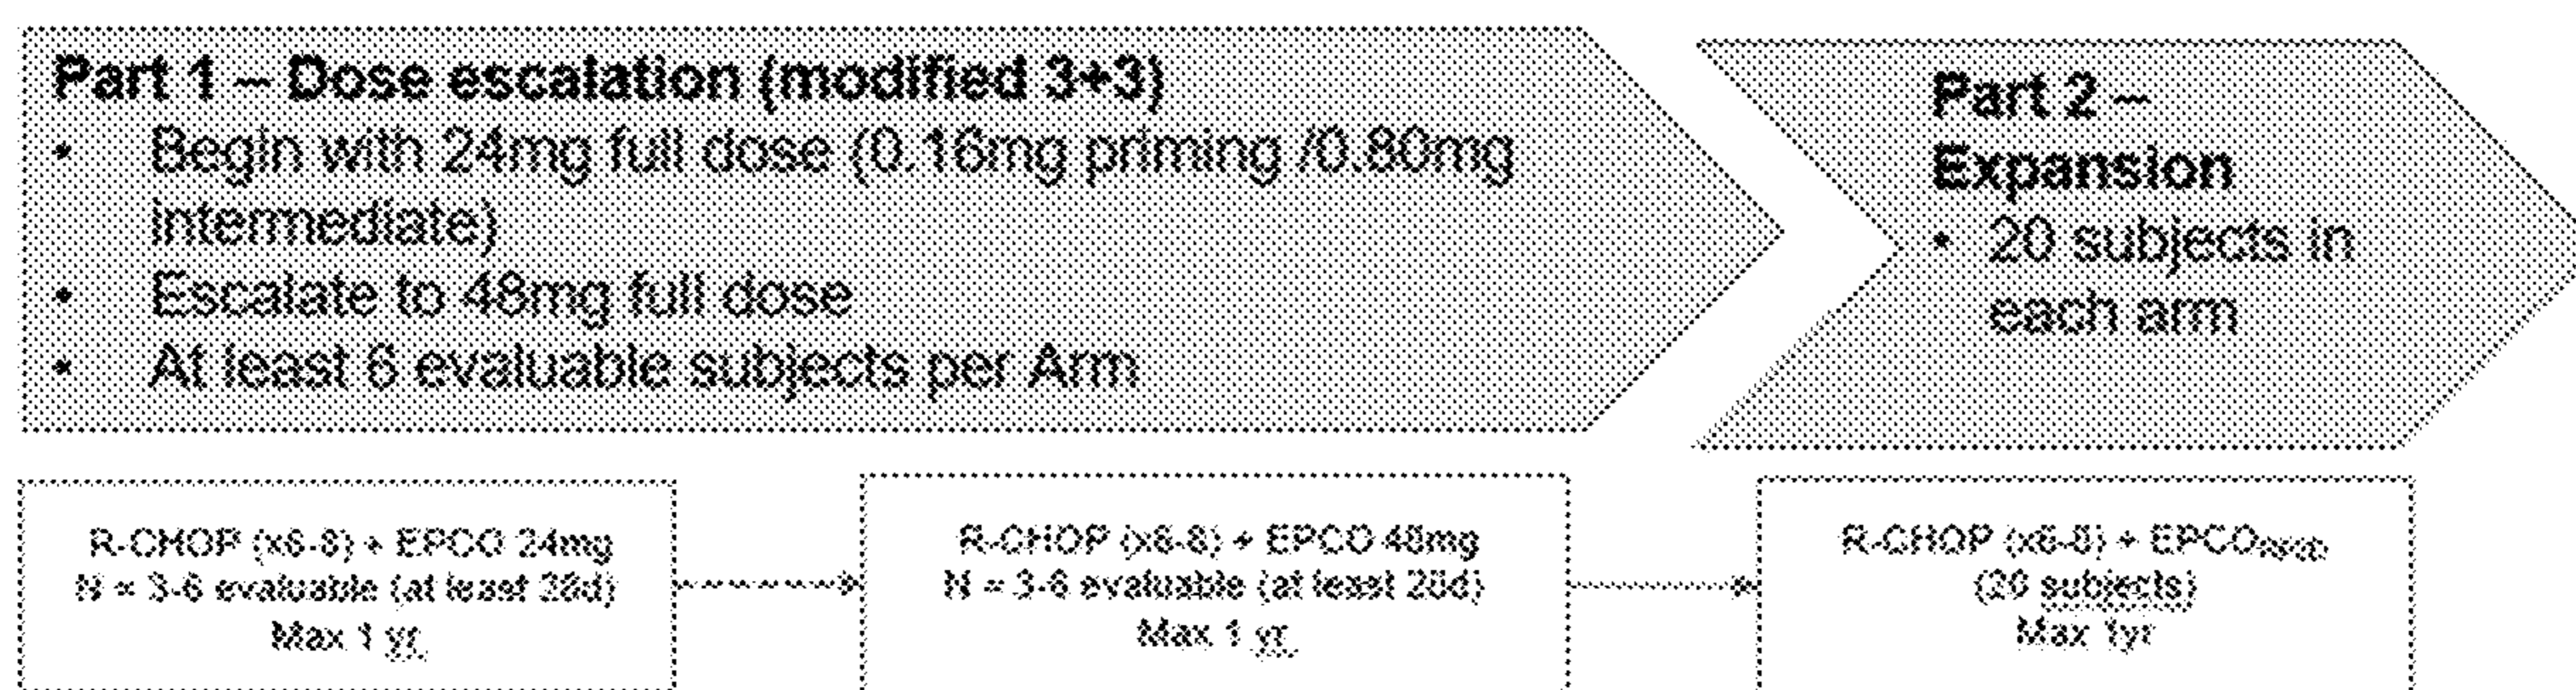 Part 1 – Dose escalation (modified 3+3)
• Begin with 24mg full dose (0.16mg priming /0.80mg
intermediate)
• Escalate to 48mg full dose
• At least 6 evaluable subjects per Arm
Part 2 –
Expansion
• 20 subjects in
each arm
R-CHOP (x6-8) + EPCO 24mg
N = 3-6 evaluable (at least 28d)
Max 1 yr.
R-CHOP (x6-8) + EPCO 48mg
N = 3-6 evaluable (at least 28d)
Max 1 yr.
R-CHOP (x6-8) + EPCO
(20 subjects)
Max 1yr